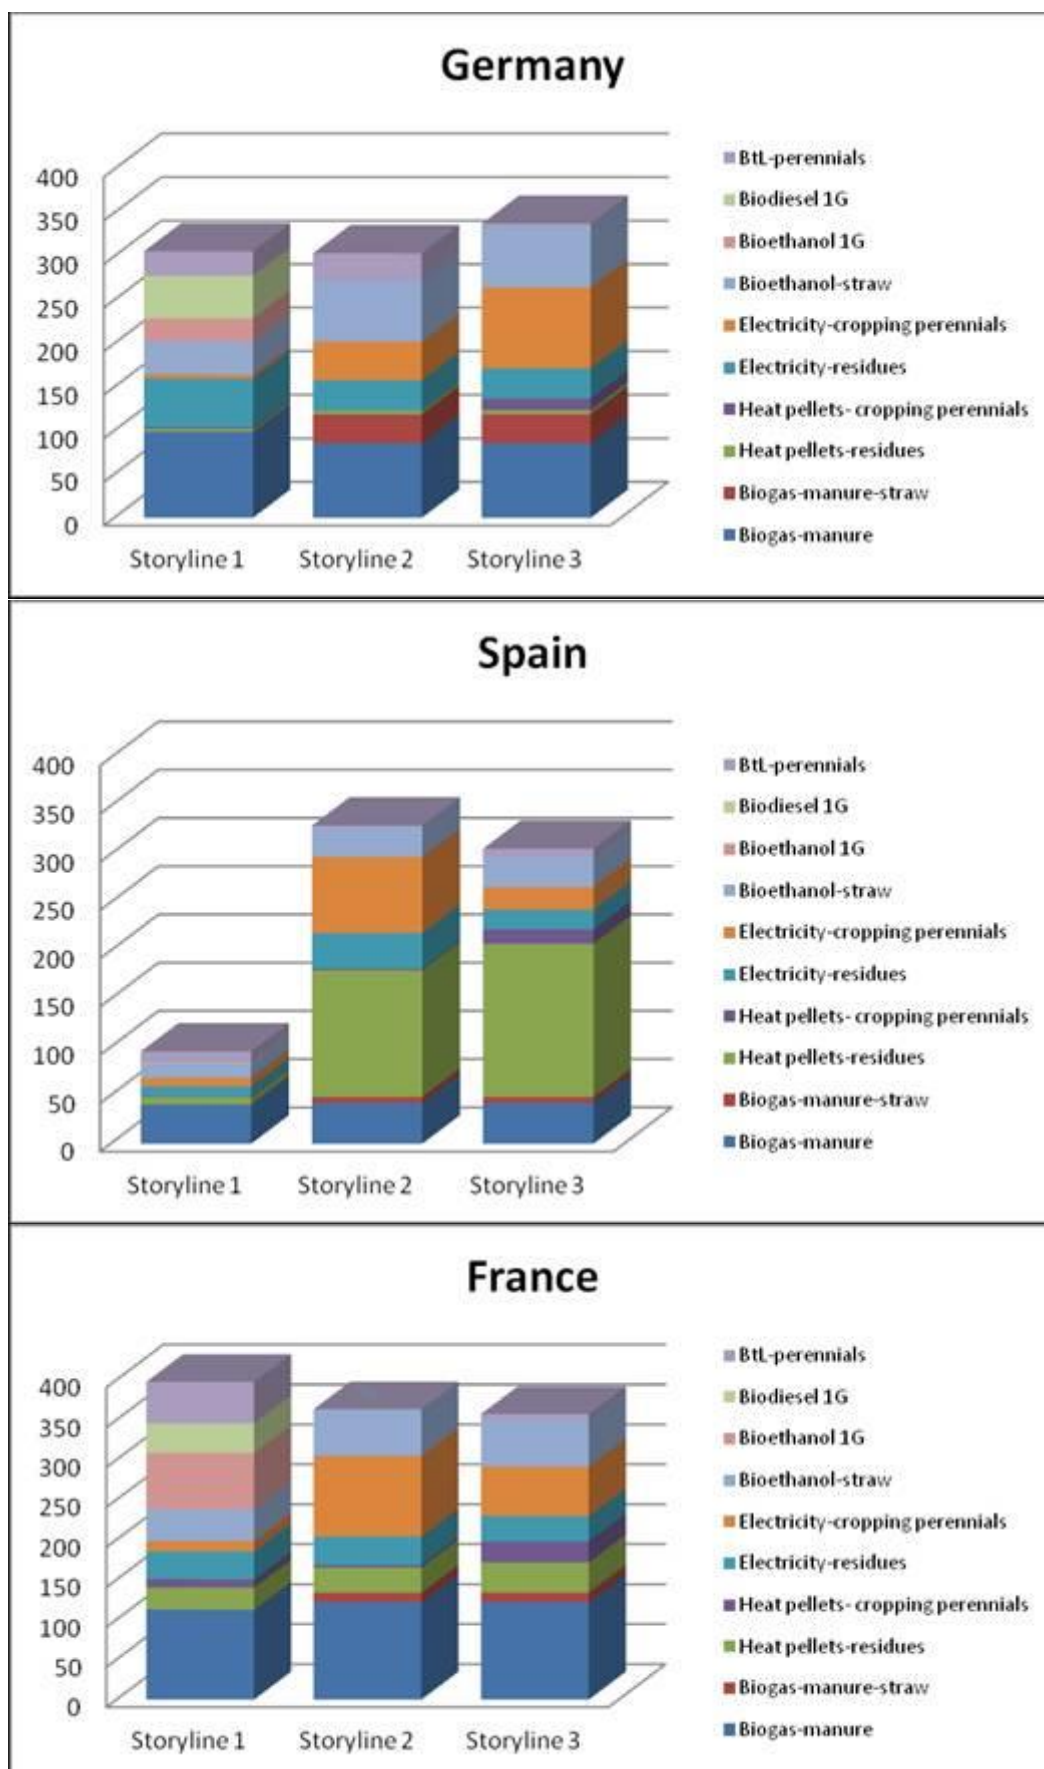 Germany
400
350
300
250
200
150
100
50
0
Storyline 1
Storyline 2
Storyline 3
BtL-perennials
Biodiesel 1G
Bioethanol 1G
Bioethanol-straw
Electricity-cropping perennials
Electricity-residues
Heat pellets- cropping perennials
Heat pellets-residues
Biogas-manure-straw
Biogas-manure
Spain
400
350
300
250
200
150
100
50
0
Storyline 1
Storyline 2
Storyline 3
BtL-perennials
Biodiesel 1G
Bioethanol 1G
Bioethanol-straw
Electricity-cropping perennials
Electricity-residues
Heat pellets- cropping perennials
Heat pellets-residues
Biogas-manure-straw
Biogas-manure
France
400
350
300
250
200
150
100
50
0
Storyline 1
Storyline 2
Storyline 3
BtL-perennials
Biodiesel 1G
Bioethanol 1G
Bioethanol-straw
Electricity-cropping perennials
Electricity-residues
Heat pellets- cropping perennials
Heat pellets-residues
Biogas-manure-straw
Biogas-manure